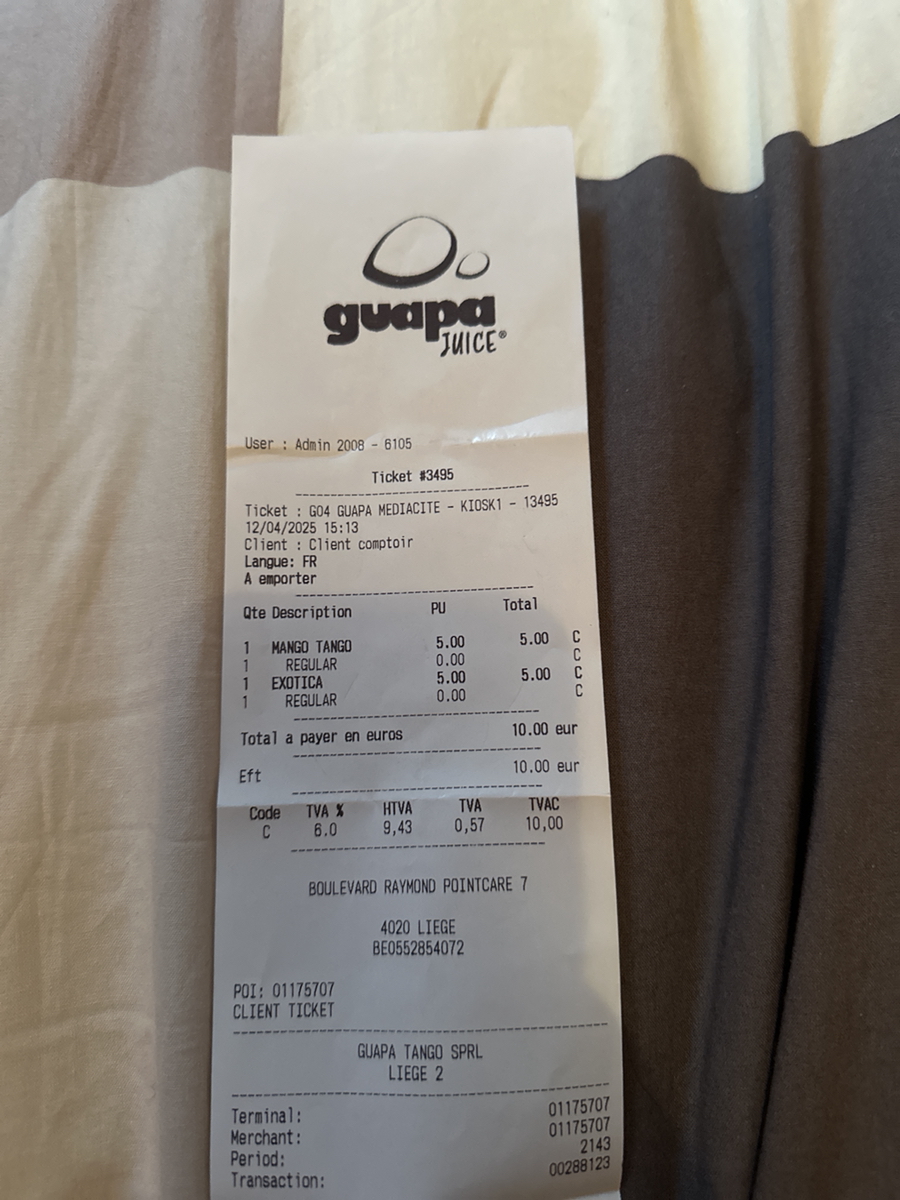 guapa
JUICE®
User : Admin 2008 - 6105
Ticket #3495
Ticket : G04 GUAPA MEDIACITE - KIOSK1 - 13495
12/04/2025 15:13
Client : Client comptoir
Langue: FR
A emporter
Qte Description PU Total
1 MANGO TANGO 5.00 5.00 C
1 REGULAR 0.00 C
1 EXOTICA 5.00 5.00 C
1 REGULAR 0.00 C
Total a payer en euros 10.00 eur
Eft 10.00 eur
Code TVA % HTVA TVA TVAC
C 6.0 9,43 0,57 10,00
BOULEVARD RAYMOND POINTCARE 7
4020 LIEGE
BE0552854072
POI: 01175707
CLIENT TICKET
GUAPA TANGO SPRL
LIEGE 2
Terminal: 01175707
Merchant: 01175707
Period: 2143
Transaction: 00288123